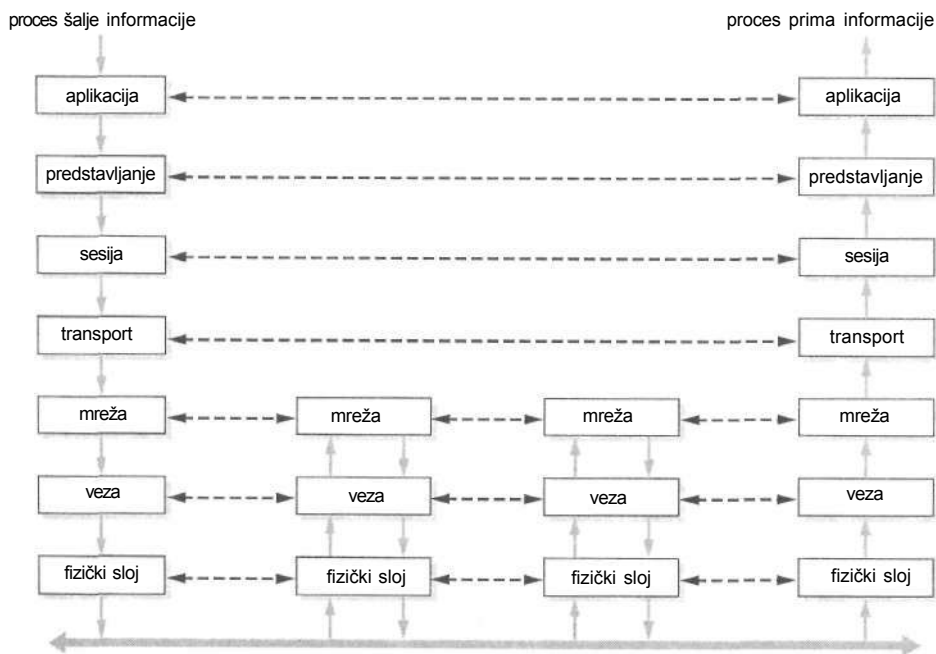 proces šalje informacije
proces prima informacije
aplikacija
aplikacija
predstavljanje
predstavljanje
sesija
sesija
transport
transport
mreža
mreža
mreža
mreža
veza
veza
veza
veza
fizički sloj
fizički sloj
fizički sloj
fizički sloj